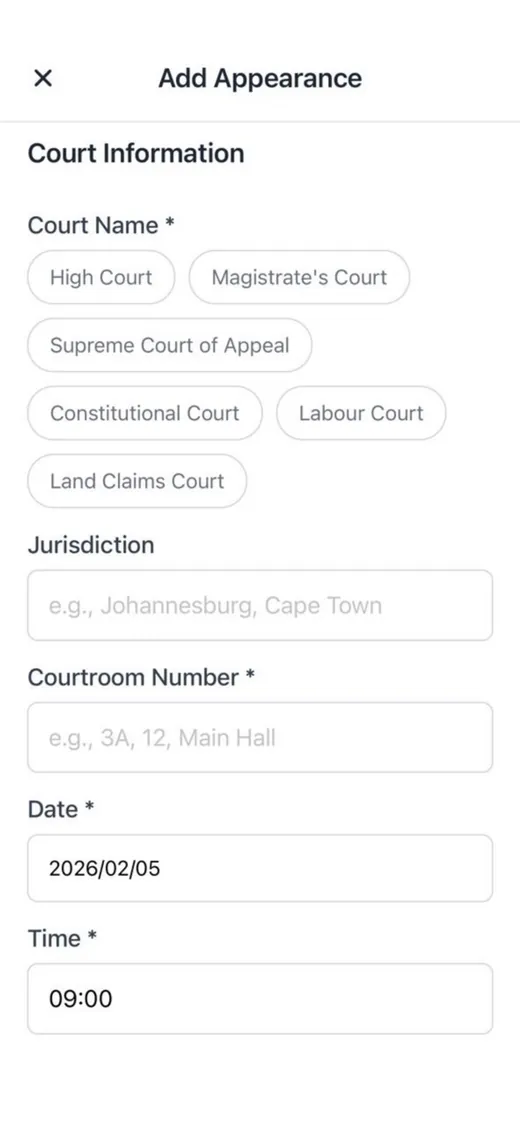 Add Appearance
Court Information
Court Name *
High Court
Magistrate's Court
Supreme Court of Appeal
Constitutional Court
Labour Court
Land Claims Court
Jurisdiction
e.g., Johannesburg, Cape Town
Courtroom Number *
e.g., 3A, 12, Main Hall
Date *
2026/02/05
Time *
09:00